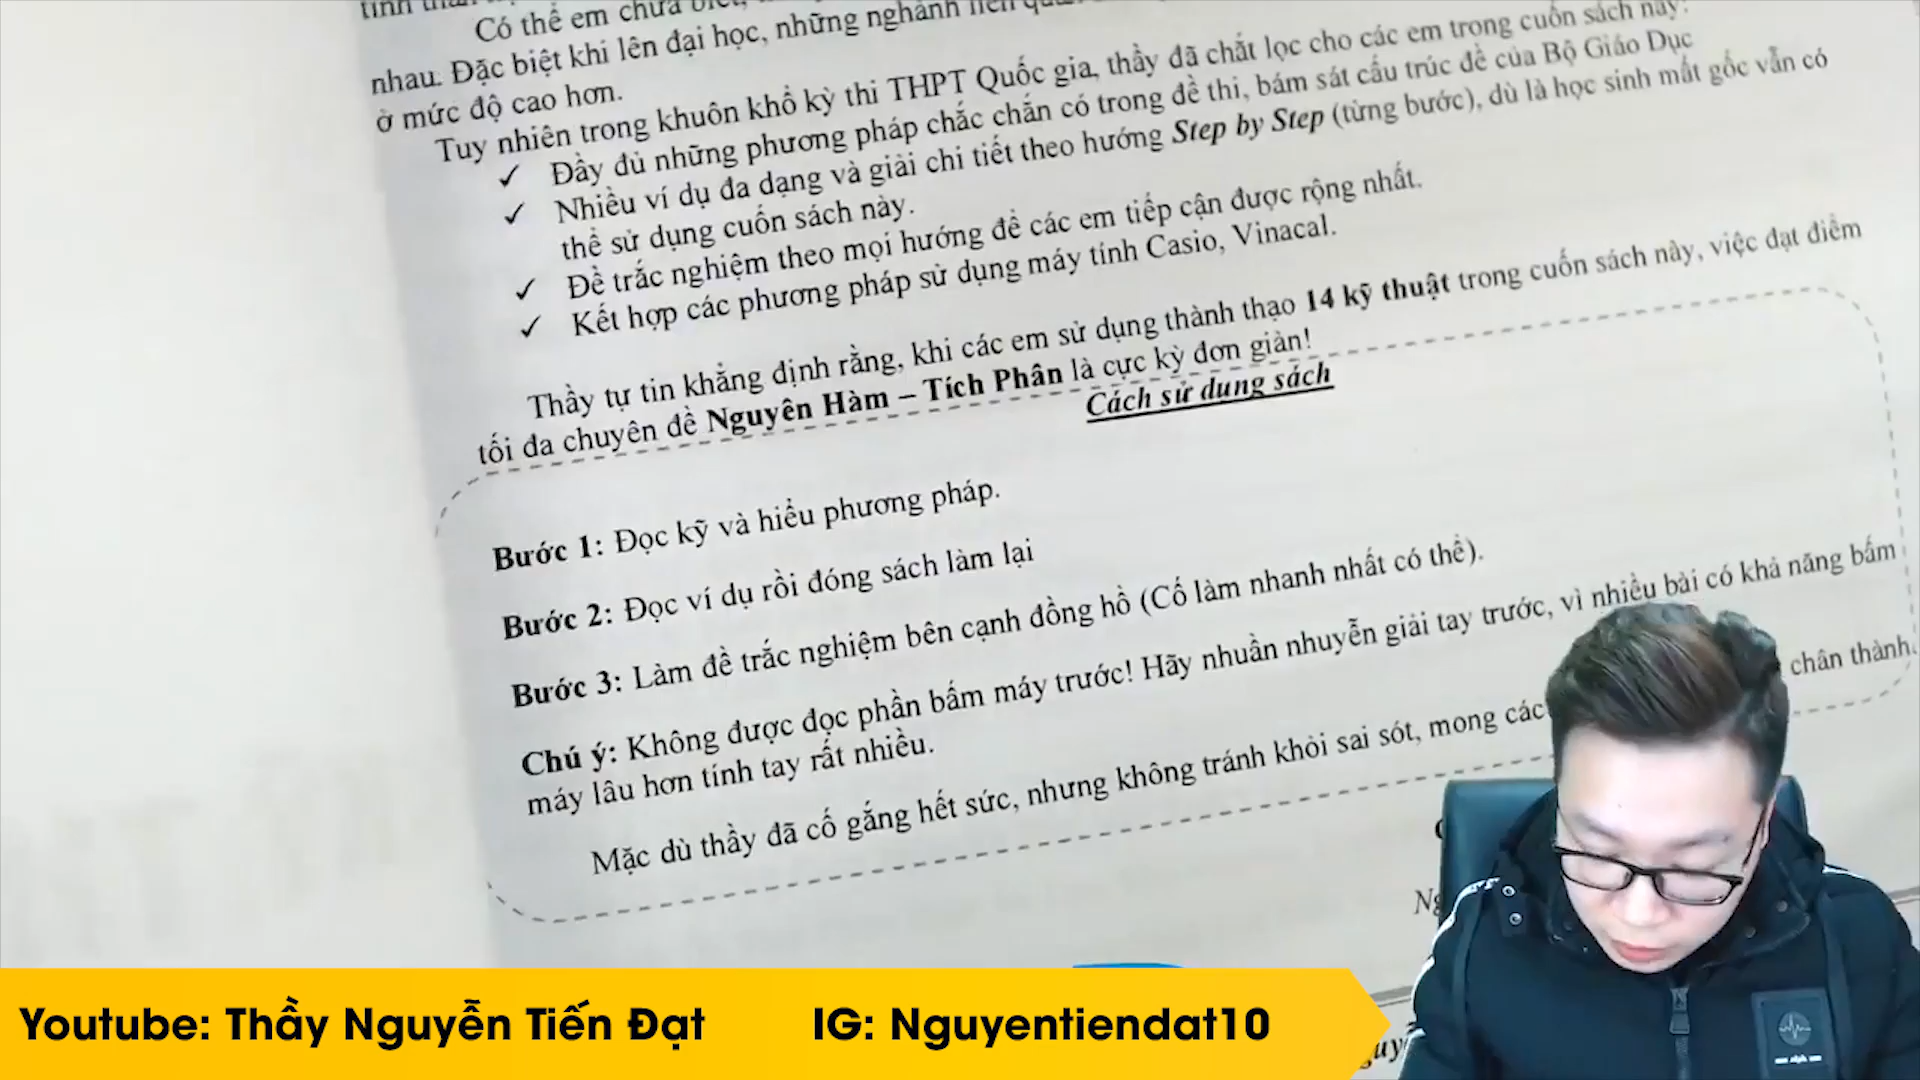 Có thể em chưa biết,
nhau. Đặc biệt khi lên đại học, những nghành liên
ở mức độ cao hơn.
Tuy nhiên trong khuôn khổ kỳ thi THPT Quốc gia, thầy đã chắt lọc cho các em trong cuốn sách này:
✓ Đầy đủ những phương pháp chắc chắn có trong đề thi, bám sát cấu trúc đề của Bộ Giáo Dục
✓ Nhiều ví dụ đa dạng và giải chi tiết theo hướng Step by Step (từng bước), dù là học sinh mất gốc vẫn có
thể sử dụng cuốn sách này.
✓ Đề trắc nghiệm theo mọi hướng để các em tiếp cận được rộng nhất.
✓ Kết hợp các phương pháp sử dụng máy tính Casio, Vinacal.
Thầy tự tin khẳng định rằng, khi các em sử dụng thành thạo 14 kỹ thuật trong cuốn sách này, việc đạt điểm
tối đa chuyên đề Nguyên Hàm – Tích Phân là cực kỳ đơn giản!
Cách sử dung sách
Bước 1: Đọc kỹ và hiểu phương pháp.
Bước 2: Đọc ví dụ rồi đóng sách làm lại
Bước 3: Làm đề trắc nghiệm bên cạnh đồng hồ (Cố làm nhanh nhất có thể).
Chú ý: Không được đọc phần bấm máy trước! Hãy nhuần nhuyễn giải tay trước, vì nhiều bài có khả năng bấm
máy lâu hơn tính tay rất nhiều.
Mặc dù thầy đã cố gắng hết sức, nhưng không tránh khỏi sai sót, mong các chân thành.
Youtube: Thầy Nguyễn Tiến Đạt IG: Nguyentiendat10